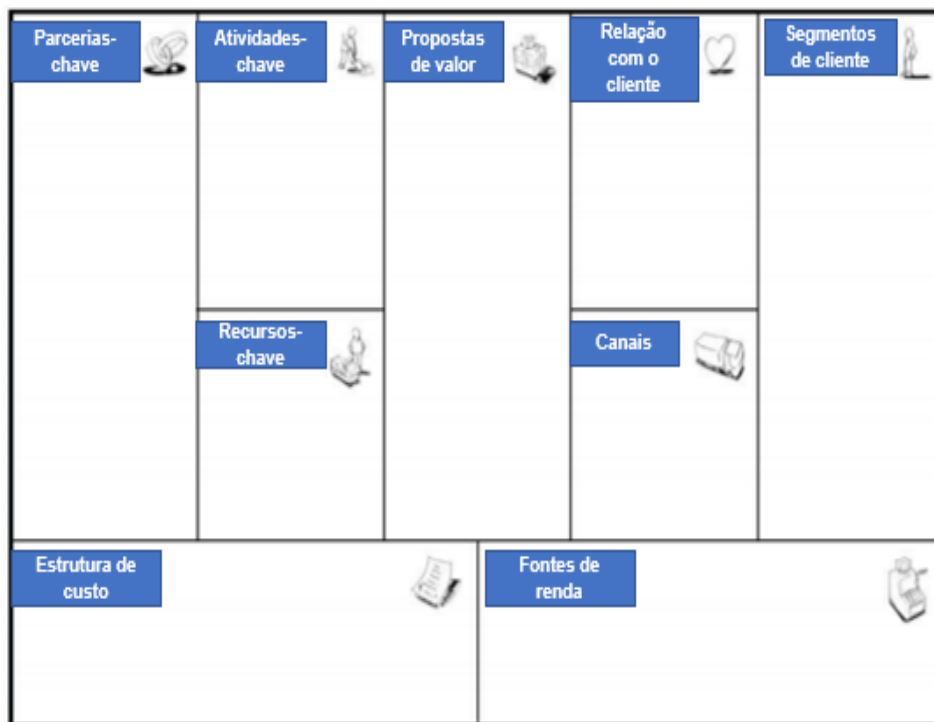 Parcerias-
chave
Atividades-
chave
Propostas
de valor
Relação
com o
cliente
Segmentos
de cliente
Recursos-
chave
Canais
Estrutura de
custo
Fontes de
renda